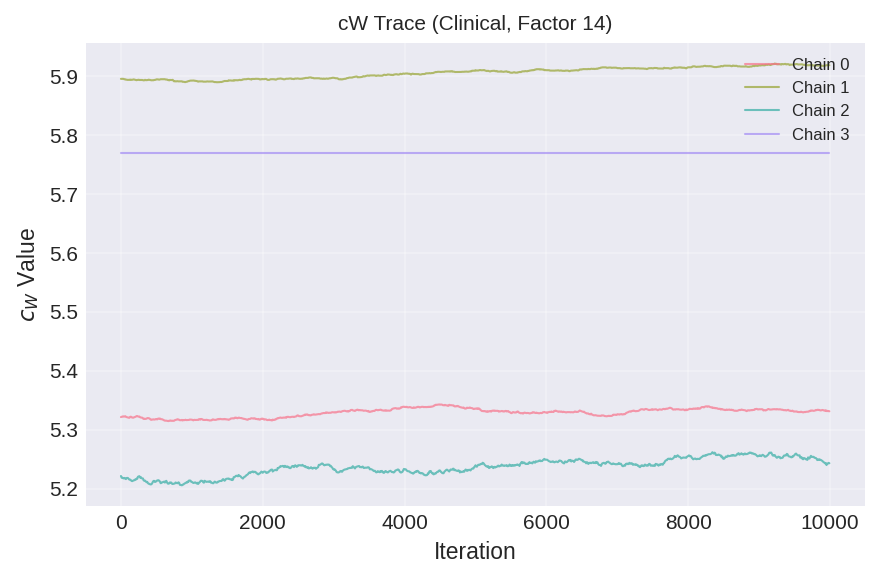 cW Trace (Clinical, Factor 14)
Chain 0
Chain 1
Chain 2
Chain 3
5.9
5.8
5.7
5.6
5.5
5.4
5.3
5.2
c_W Value
0 2000 4000 6000 8000 10000
Iteration